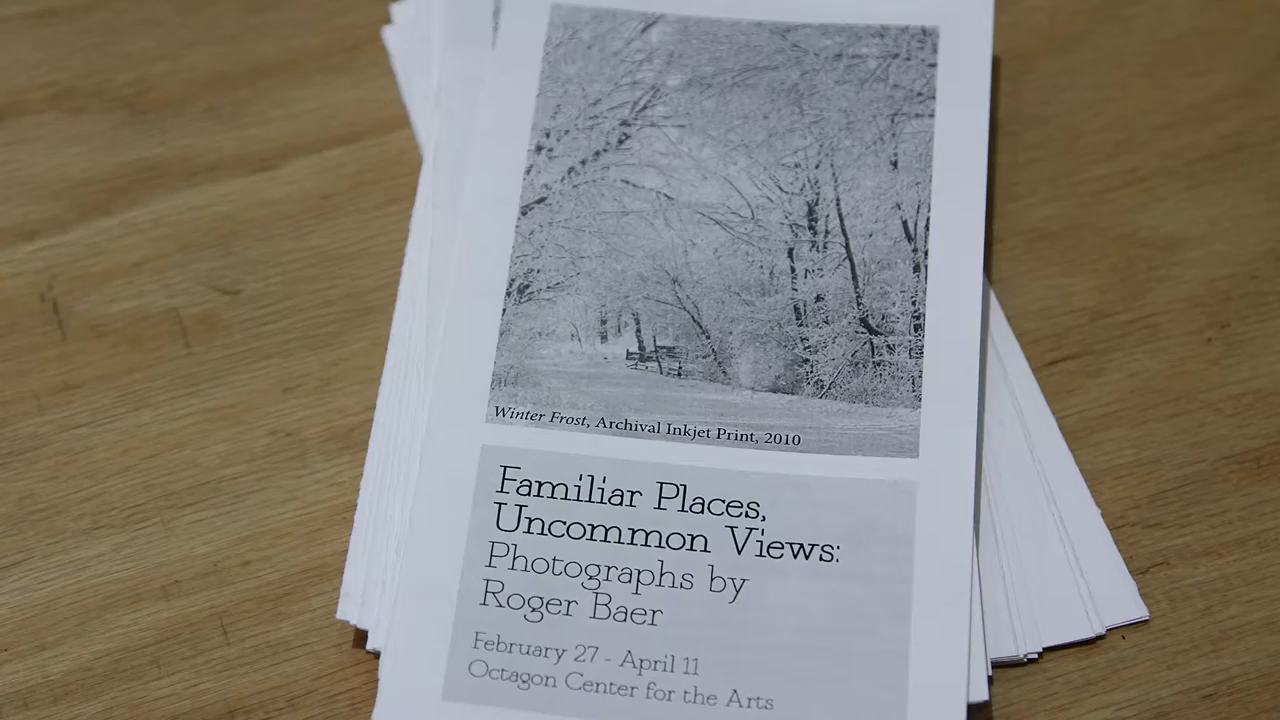 Winter Frost, Archival Inkjet Print, 2010
Familiar Places,
Uncommon Views:
Photographs by
Roger Baer
February 27 - April 11
Octagon Center for the Arts